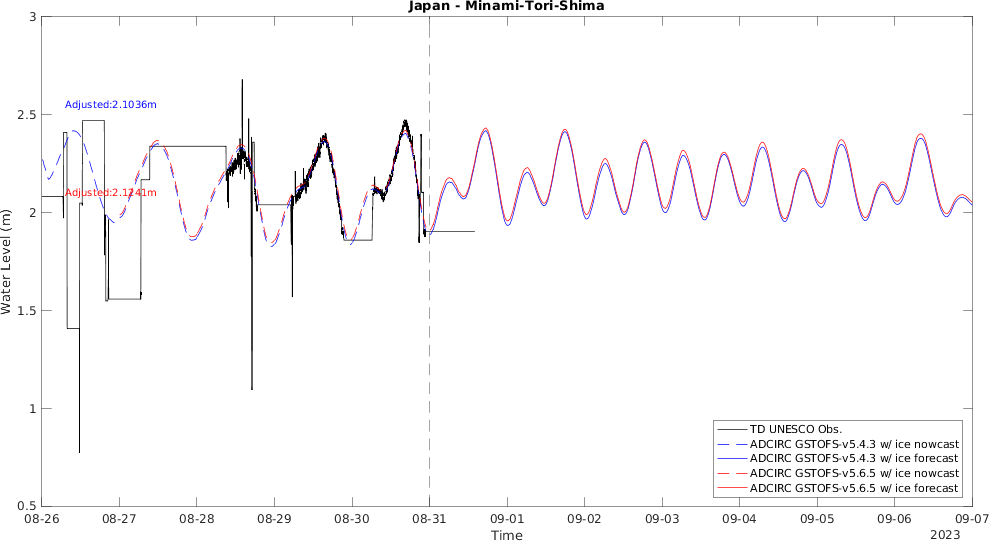 Japan - Minami-Tori-Shima
Water Level (m)
3
2.5
2
1.5
1
0.5
Adjusted:2.1036m
Adjusted:2.1241m
TD UNESCO Obs.
ADCIRC GSTOFS-v5.4.3 w/ ice nowcast
ADCIRC GSTOFS-v5.4.3 w/ ice forecast
ADCIRC GSTOFS-v5.6.5 w/ ice nowcast
ADCIRC GSTOFS-v5.6.5 w/ ice forecast
08-26 08-27 08-28 08-29 08-30 08-31 09-01 09-02 09-03 09-04 09-05 09-06 09-07
Time
2023